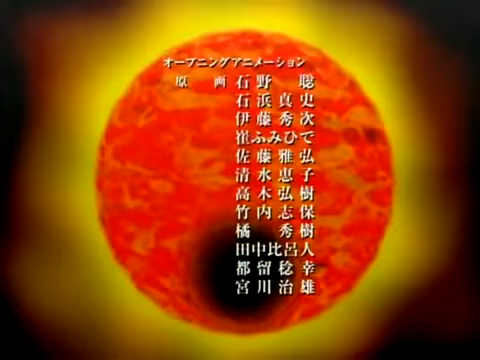 オープニングアニメーション
原 画 石野 聡
石浜真史
伊藤秀次
崔ふみひで
佐藤雅弘
清水恵子
高木弘樹
竹内志保
橘 秀樹
田中比呂人
都留稔幸
宮川治雄